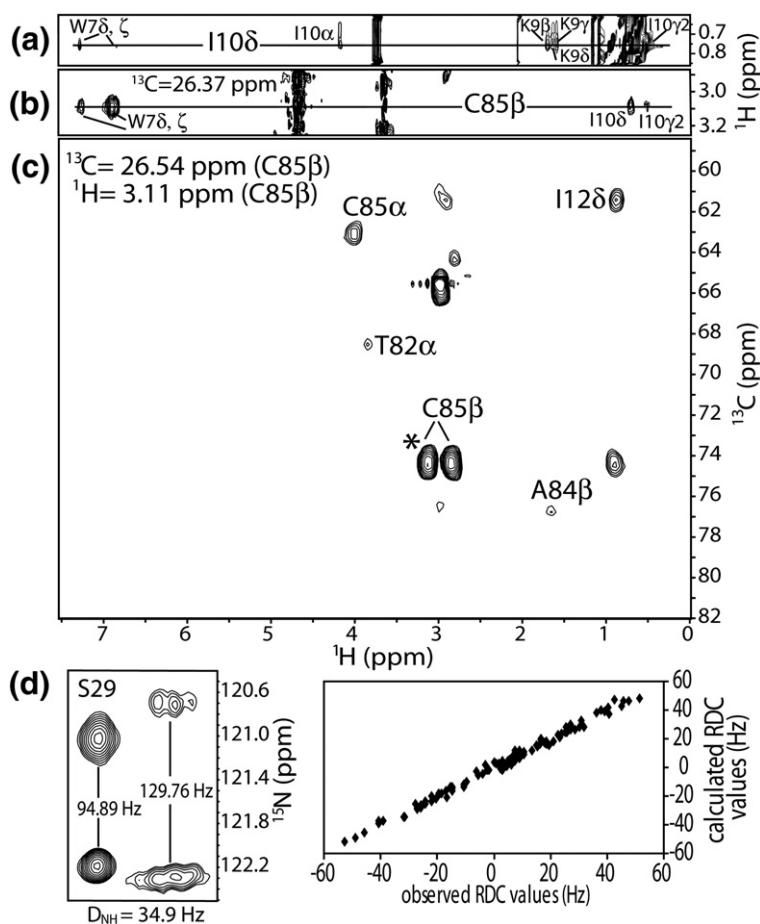 (a)
W7δ, ζ
I10δ
I10α
K9β
K9γ
K9δ
I10γ2
0.7
0.8
(b)
¹³C=26.37 ppm
W7δ, ζ
C85β
I10δ
I10γ2
3.0
3.2
¹H (ppm)
(c)
¹³C= 26.54 ppm (C85β)
¹H= 3.11 ppm (C85β)
C85α
I12δ
T82α
C85β
*
A84β
60
62
64
66
70
72
74
76
78
80
82
¹³C (ppm)
7 6 5 4 3 2 1 0
¹H (ppm)
(d)
S29
94.89 Hz
129.76 Hz
120.6
121.0
121.4
121.8
122.2
¹⁵N (ppm)
D_NH = 34.9 Hz
60
40
20
0
-20
-40
-60
calculated RDC
values (Hz)
-60 -40 -20 0 20 40 60
observed RDC values (Hz)